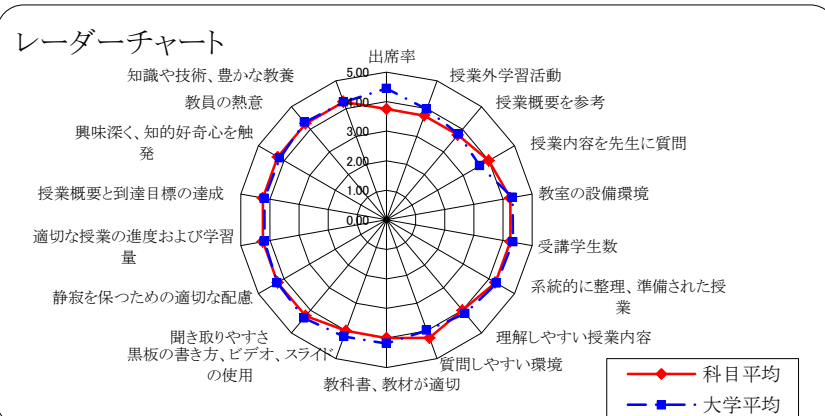 レーダーチャート
出席率
授業外学習活動
授業概要を参考
授業内容を先生に質問
教室の設備環境
受講学生数
系統的に整理、準備された授
業
理解しやすい授業内容
質問しやすい環境
教科書、教材が適切
黒板の書き方、ビデオ、スライド
の使用
聞き取りやすさ
静寂を保つための適切な配慮
適切な授業の進度および学習
量
授業概要と到達目標の達成
興味深く、知的好奇心を触
発
教員の熱意
知識や技術、豊かな教養
5.00
4.00
3.00
2.00
1.00
0.00
科目平均
大学平均